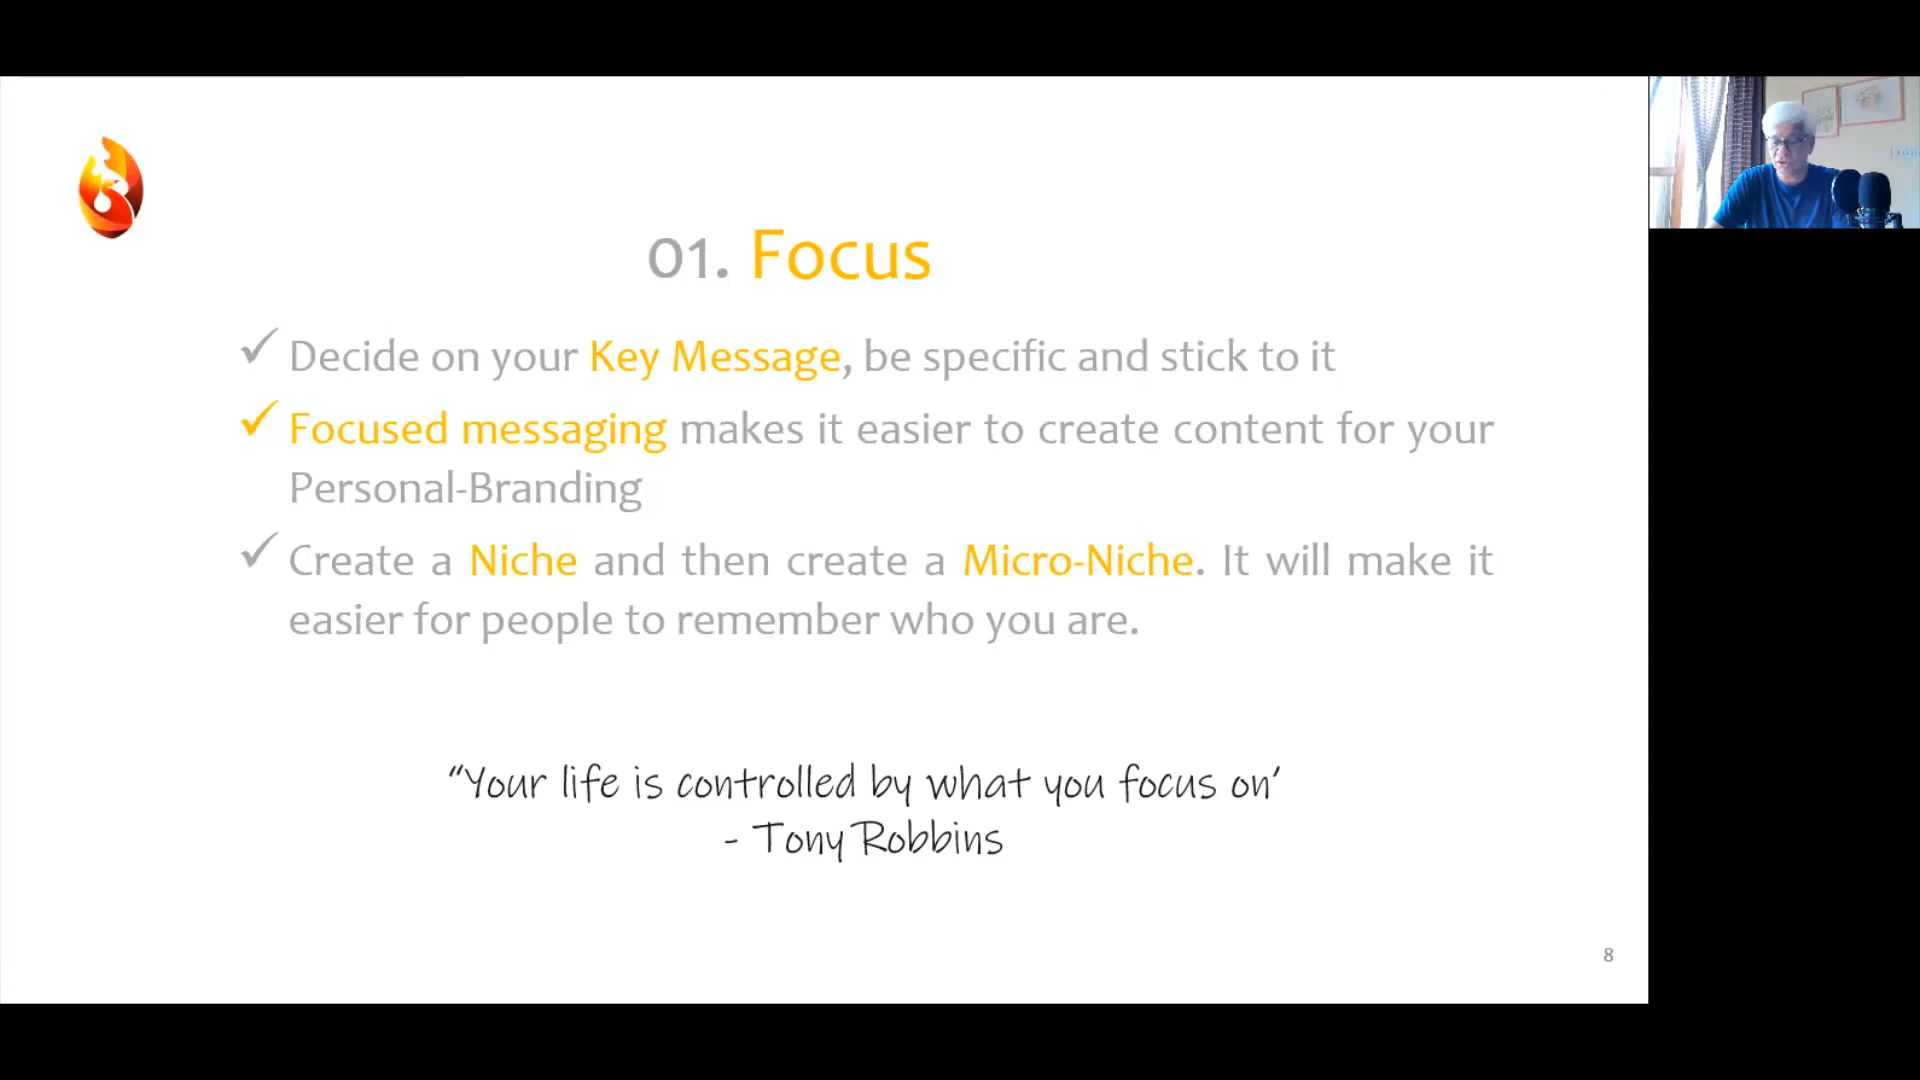 01. Focus
Decide on your Key Message, be specific and stick to it
Focused messaging makes it easier to create content for your
Personal-Branding
Create a Niche and then create a Micro-Niche. It will make it
easier for people to remember who you are.
“Your life is controlled by what you focus on’
- Tony Robbins
8